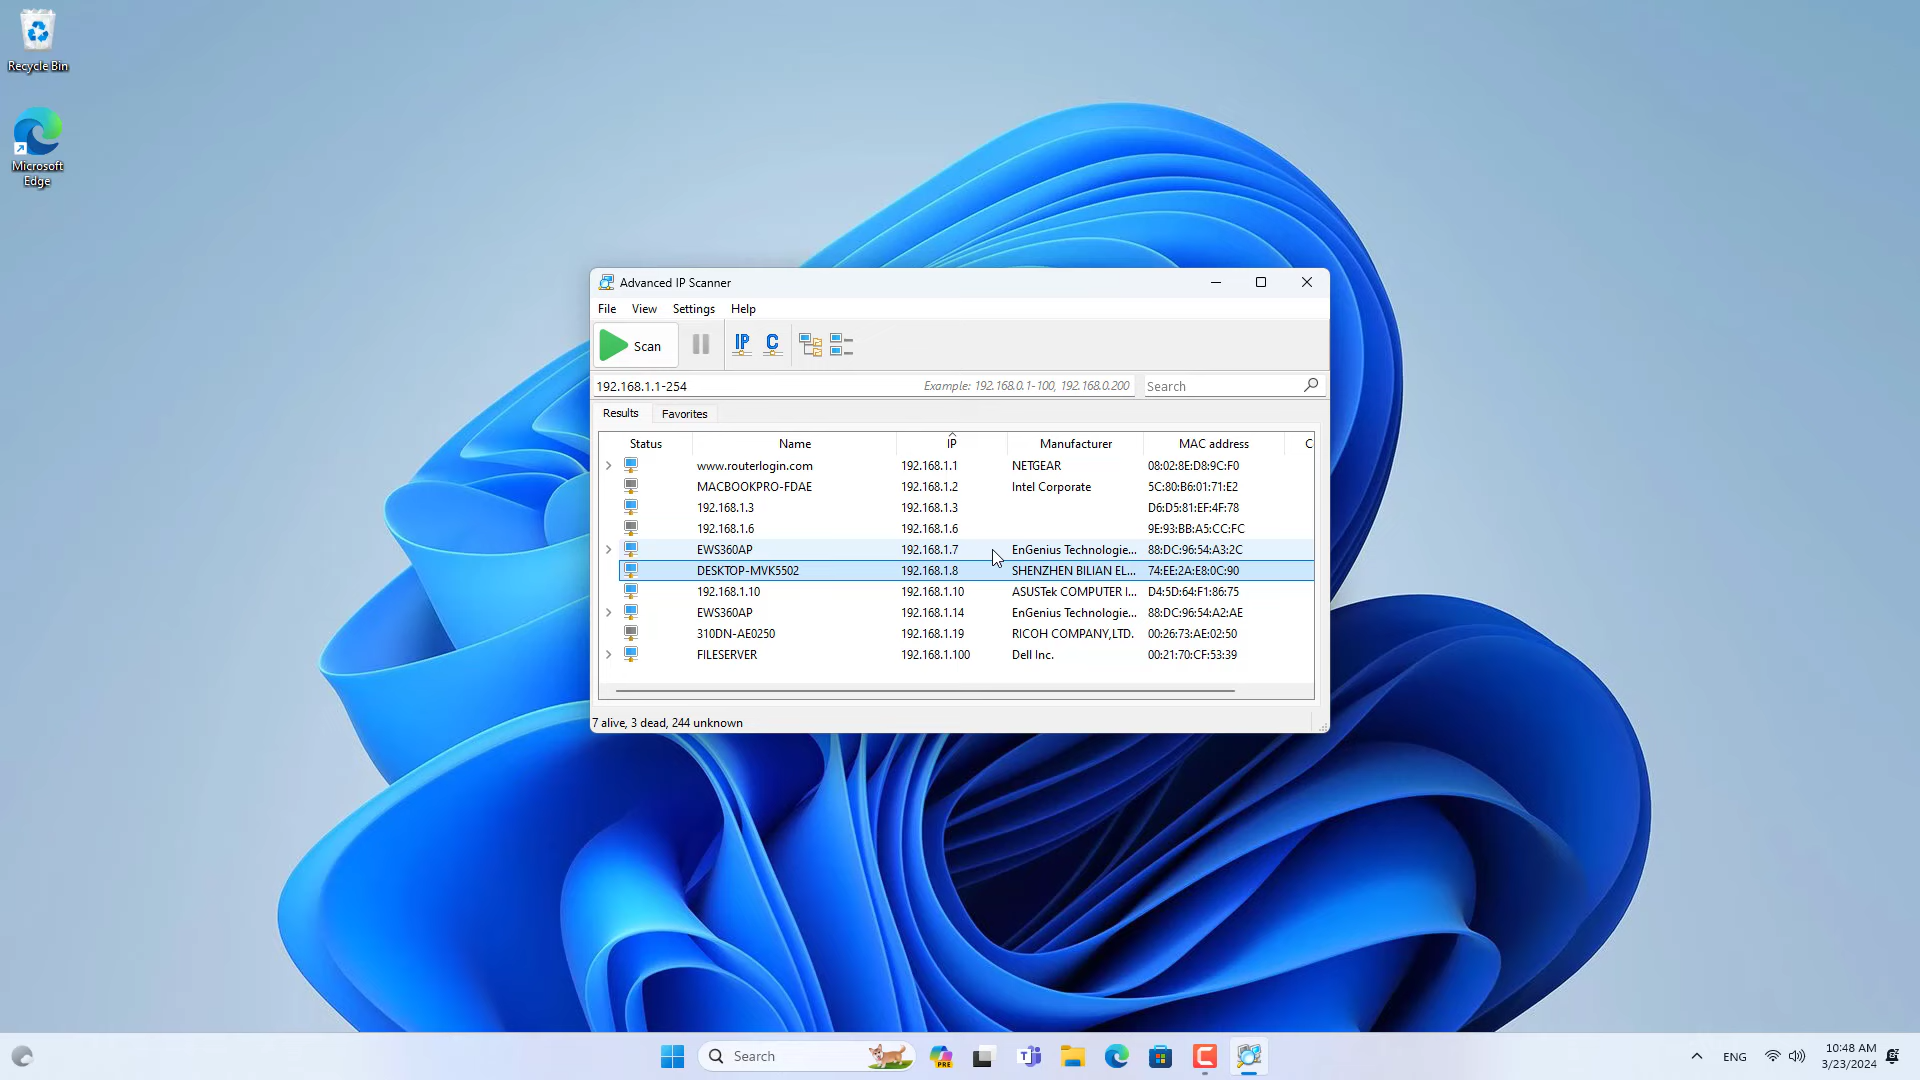 Recycle Bin
Microsoft
Edge
Advanced IP Scanner
File View Settings Help
Scan IP C
192.168.1.1-254 Example: 192.168.0.1-100, 192.168.0.200 Search
Results Favorites
Status Name IP Manufacturer MAC address C
www.routerlogin.com 192.168.1.1 NETGEAR 08:02:8E:D8:9C:F0
MACBOOKPRO-FDAE 192.168.1.2 Intel Corporate 5C:80:B6:01:71:E2
192.168.1.3 192.168.1.3 D6:D5:81:EF:4F:78
192.168.1.6 192.168.1.6 9E:93:BB:A5:CC:FC
EWS360AP 192.168.1.7 EnGenius Technologie... 88:DC:96:54:A3:2C
DESKTOP-MVK5502 192.168.1.8 SHENZHEN BILIAN EL... 74:EE:2A:E8:0C:90
192.168.1.10 192.168.1.10 ASUSTek COMPUTER I... D4:5D:64:F1:86:75
EWS360AP 192.168.1.14 EnGenius Technologie... 88:DC:96:54:A2:AE
310DN-AE0250 192.168.1.19 RICOH COMPANY,LTD. 00:26:73:AE:02:50
FILESERVER 192.168.1.100 Dell Inc. 00:21:70:CF:53:39
7 alive, 3 dead, 244 unknown
Search PRE ENG 10:48 AM
3/23/2024